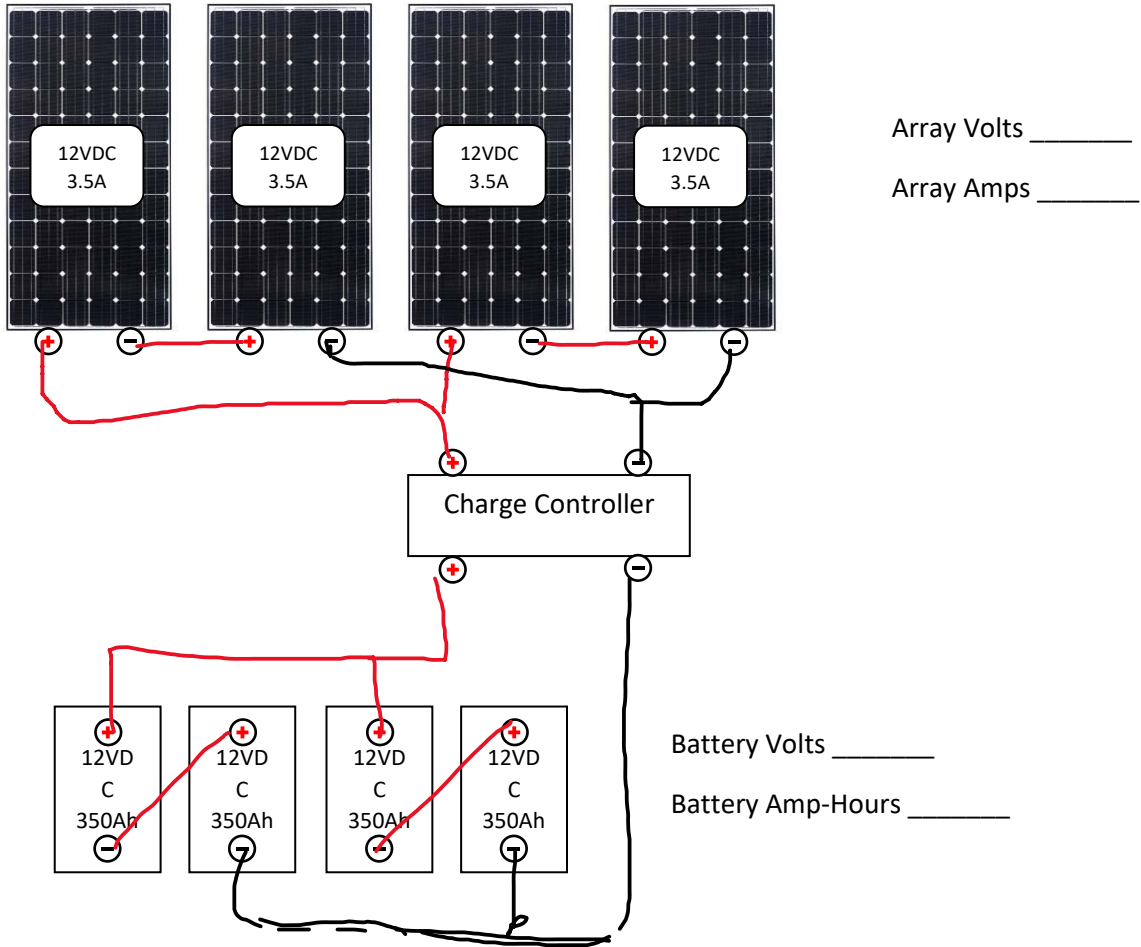 12VDC
3.5A
12VDC
3.5A
12VDC
3.5A
12VDC
3.5A
Array Volts _______
Array Amps _______
+ − + − + − + −
+ −
Charge Controller
+ −
+ + + +
12VD
C
350Ah
12VD
C
350Ah
12VD
C
350Ah
12VD
C
350Ah
− − − −
Battery Volts _______
Battery Amp-Hours _______